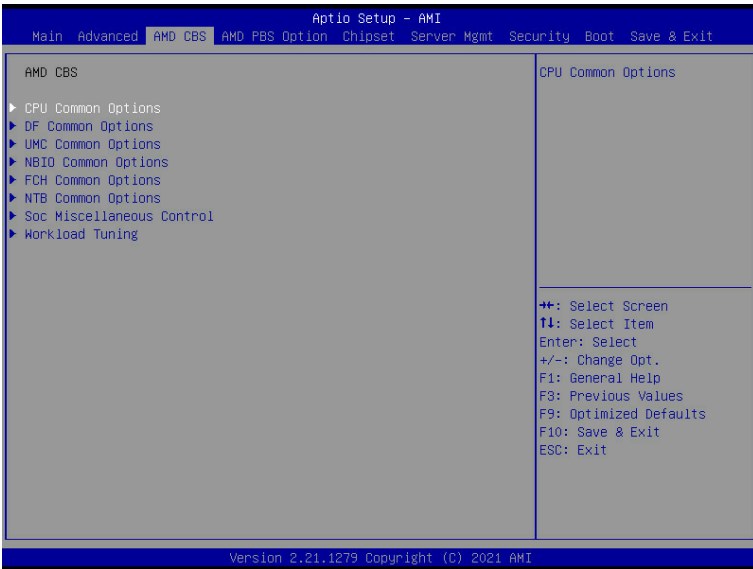 Aptio Setup - AMI
Main Advanced AMD CBS AMD PBS Option Chipset Server Mgmt Security Boot Save & Exit
AMD CBS
CPU Common Options
DF Common Options
UMC Common Options
NBIO Common Options
FCH Common Options
NTB Common Options
Soc Miscellaneous Control
Workload Tuning
CPU Common Options
→←: Select Screen
↑↓: Select Item
Enter: Select
+/-: Change Opt.
F1: General Help
F3: Previous Values
F9: Optimized Defaults
F10: Save & Exit
ESC: Exit
Version 2.21.1279 Copyright (C) 2021 AMI